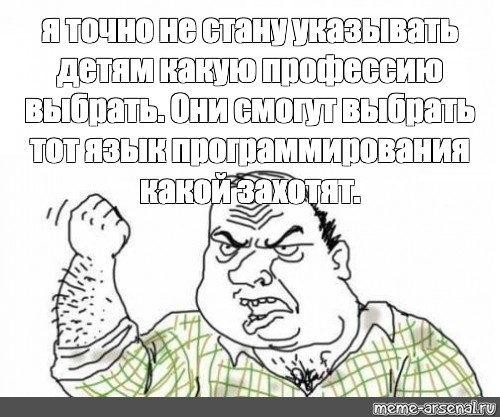 я точно не стану указывать
детям какую профессию
выбрать. Они смогут выбрать
тот язык программирования
какой захотят.
meme-arsenal.ru